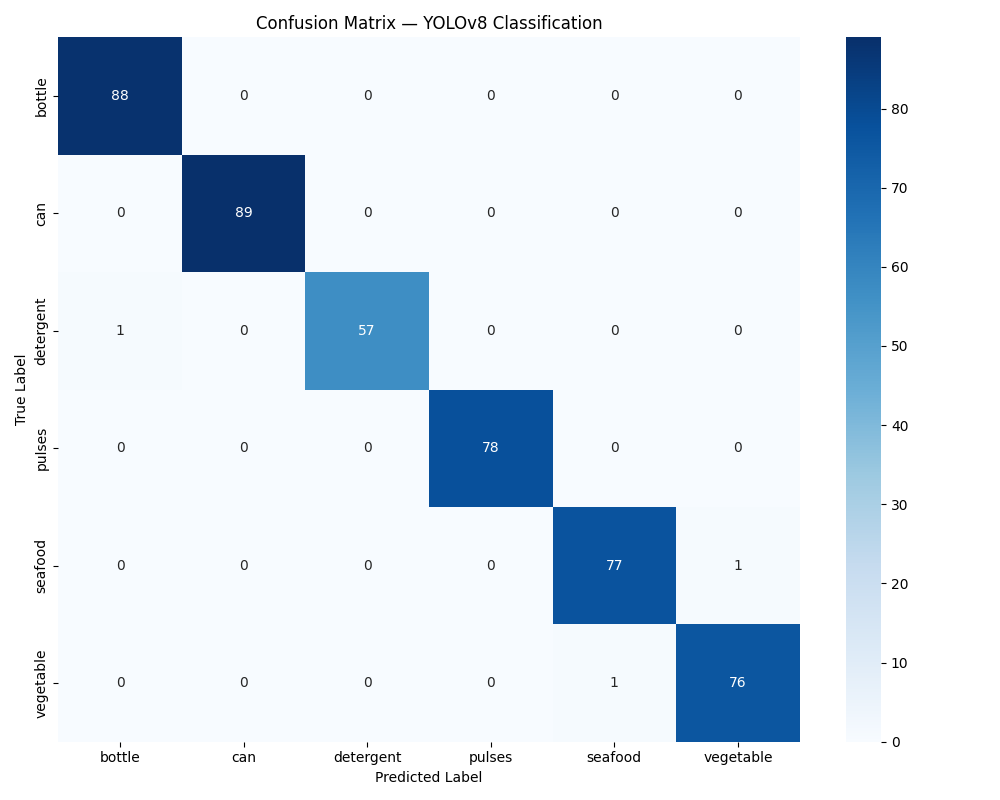 Confusion Matrix — YOLOv8 Classification
True Label
bottle 88 0 0 0 0 0
can 0 89 0 0 0 0
detergent 1 0 57 0 0 0
pulses 0 0 0 78 0 0
seafood 0 0 0 0 77 1
vegetable 0 0 0 0 1 76
bottle can detergent pulses seafood vegetable
Predicted Label
80
70
60
50
40
30
20
10
0